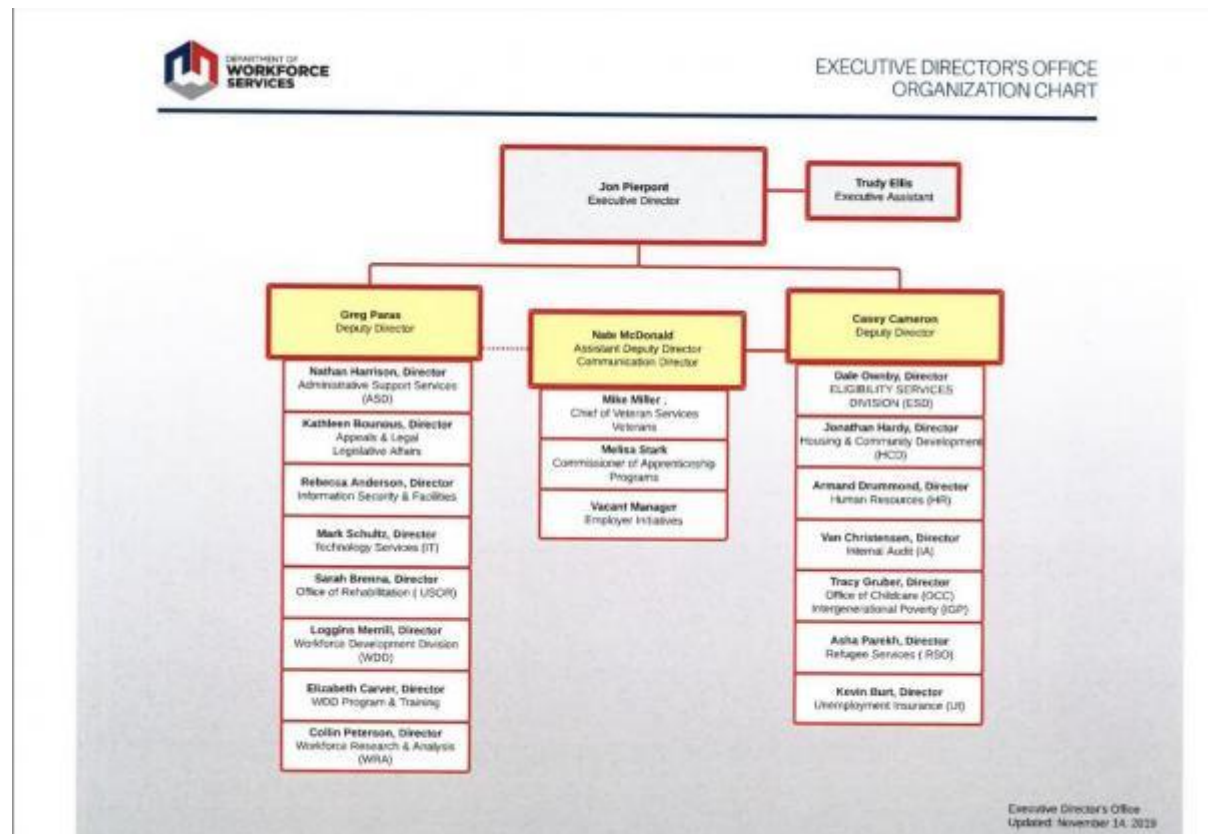 DEPARTMENT OF
WORKFORCE
SERVICES
EXECUTIVE DIRECTOR'S OFFICE
ORGANIZATION CHART
Jon Pierpont
Executive Director
Trudy Ellis
Executive Assistant
Greg Paras
Deputy Director
Nathan Harrison, Director
Administrative Support Services
(ASD)
Kathleen Bounous, Director
Appeals & Legal
Legislative Affairs
Rebecca Anderson, Director
Information Security & Facilities
Mark Schultz, Director
Technology Services (IT)
Sarah Brenna, Director
Office of Rehabilitation ( USOR)
Loggins Merrill, Director
Workforce Development Division
(WDD)
Elizabeth Carver, Director
WDD Program & Training
Collin Peterson, Director
Workforce Research & Analysis
(WRA)
Nate McDonald
Assistant Deputy Director
Communication Director
Mike Miller .
Chief of Veteran Services
Veterans
Melisa Stark
Commissioner of Apprenticeship
Programs
Vacant Manager
Employer Initiatives
Casey Cameron
Deputy Director
Dale Ownby, Director
ELIGIBILITY SERVICES
DIVISION (ESD)
Jonathan Hardy, Director
Housing & Community Development
(HCD)
Armand Drummond, Director
Human Resources (HR)
Van Christensen, Director
Internal Audit (IA)
Tracy Gruber, Director
Office of Childcare (OCC)
Intergenerational Poverty (IGP)
Asha Parekh, Director
Refugee Services ( RSO)
Kevin Burt, Director
Unemployment Insurance (UI)
Executive Director's Office
Updated: November 14, 2019